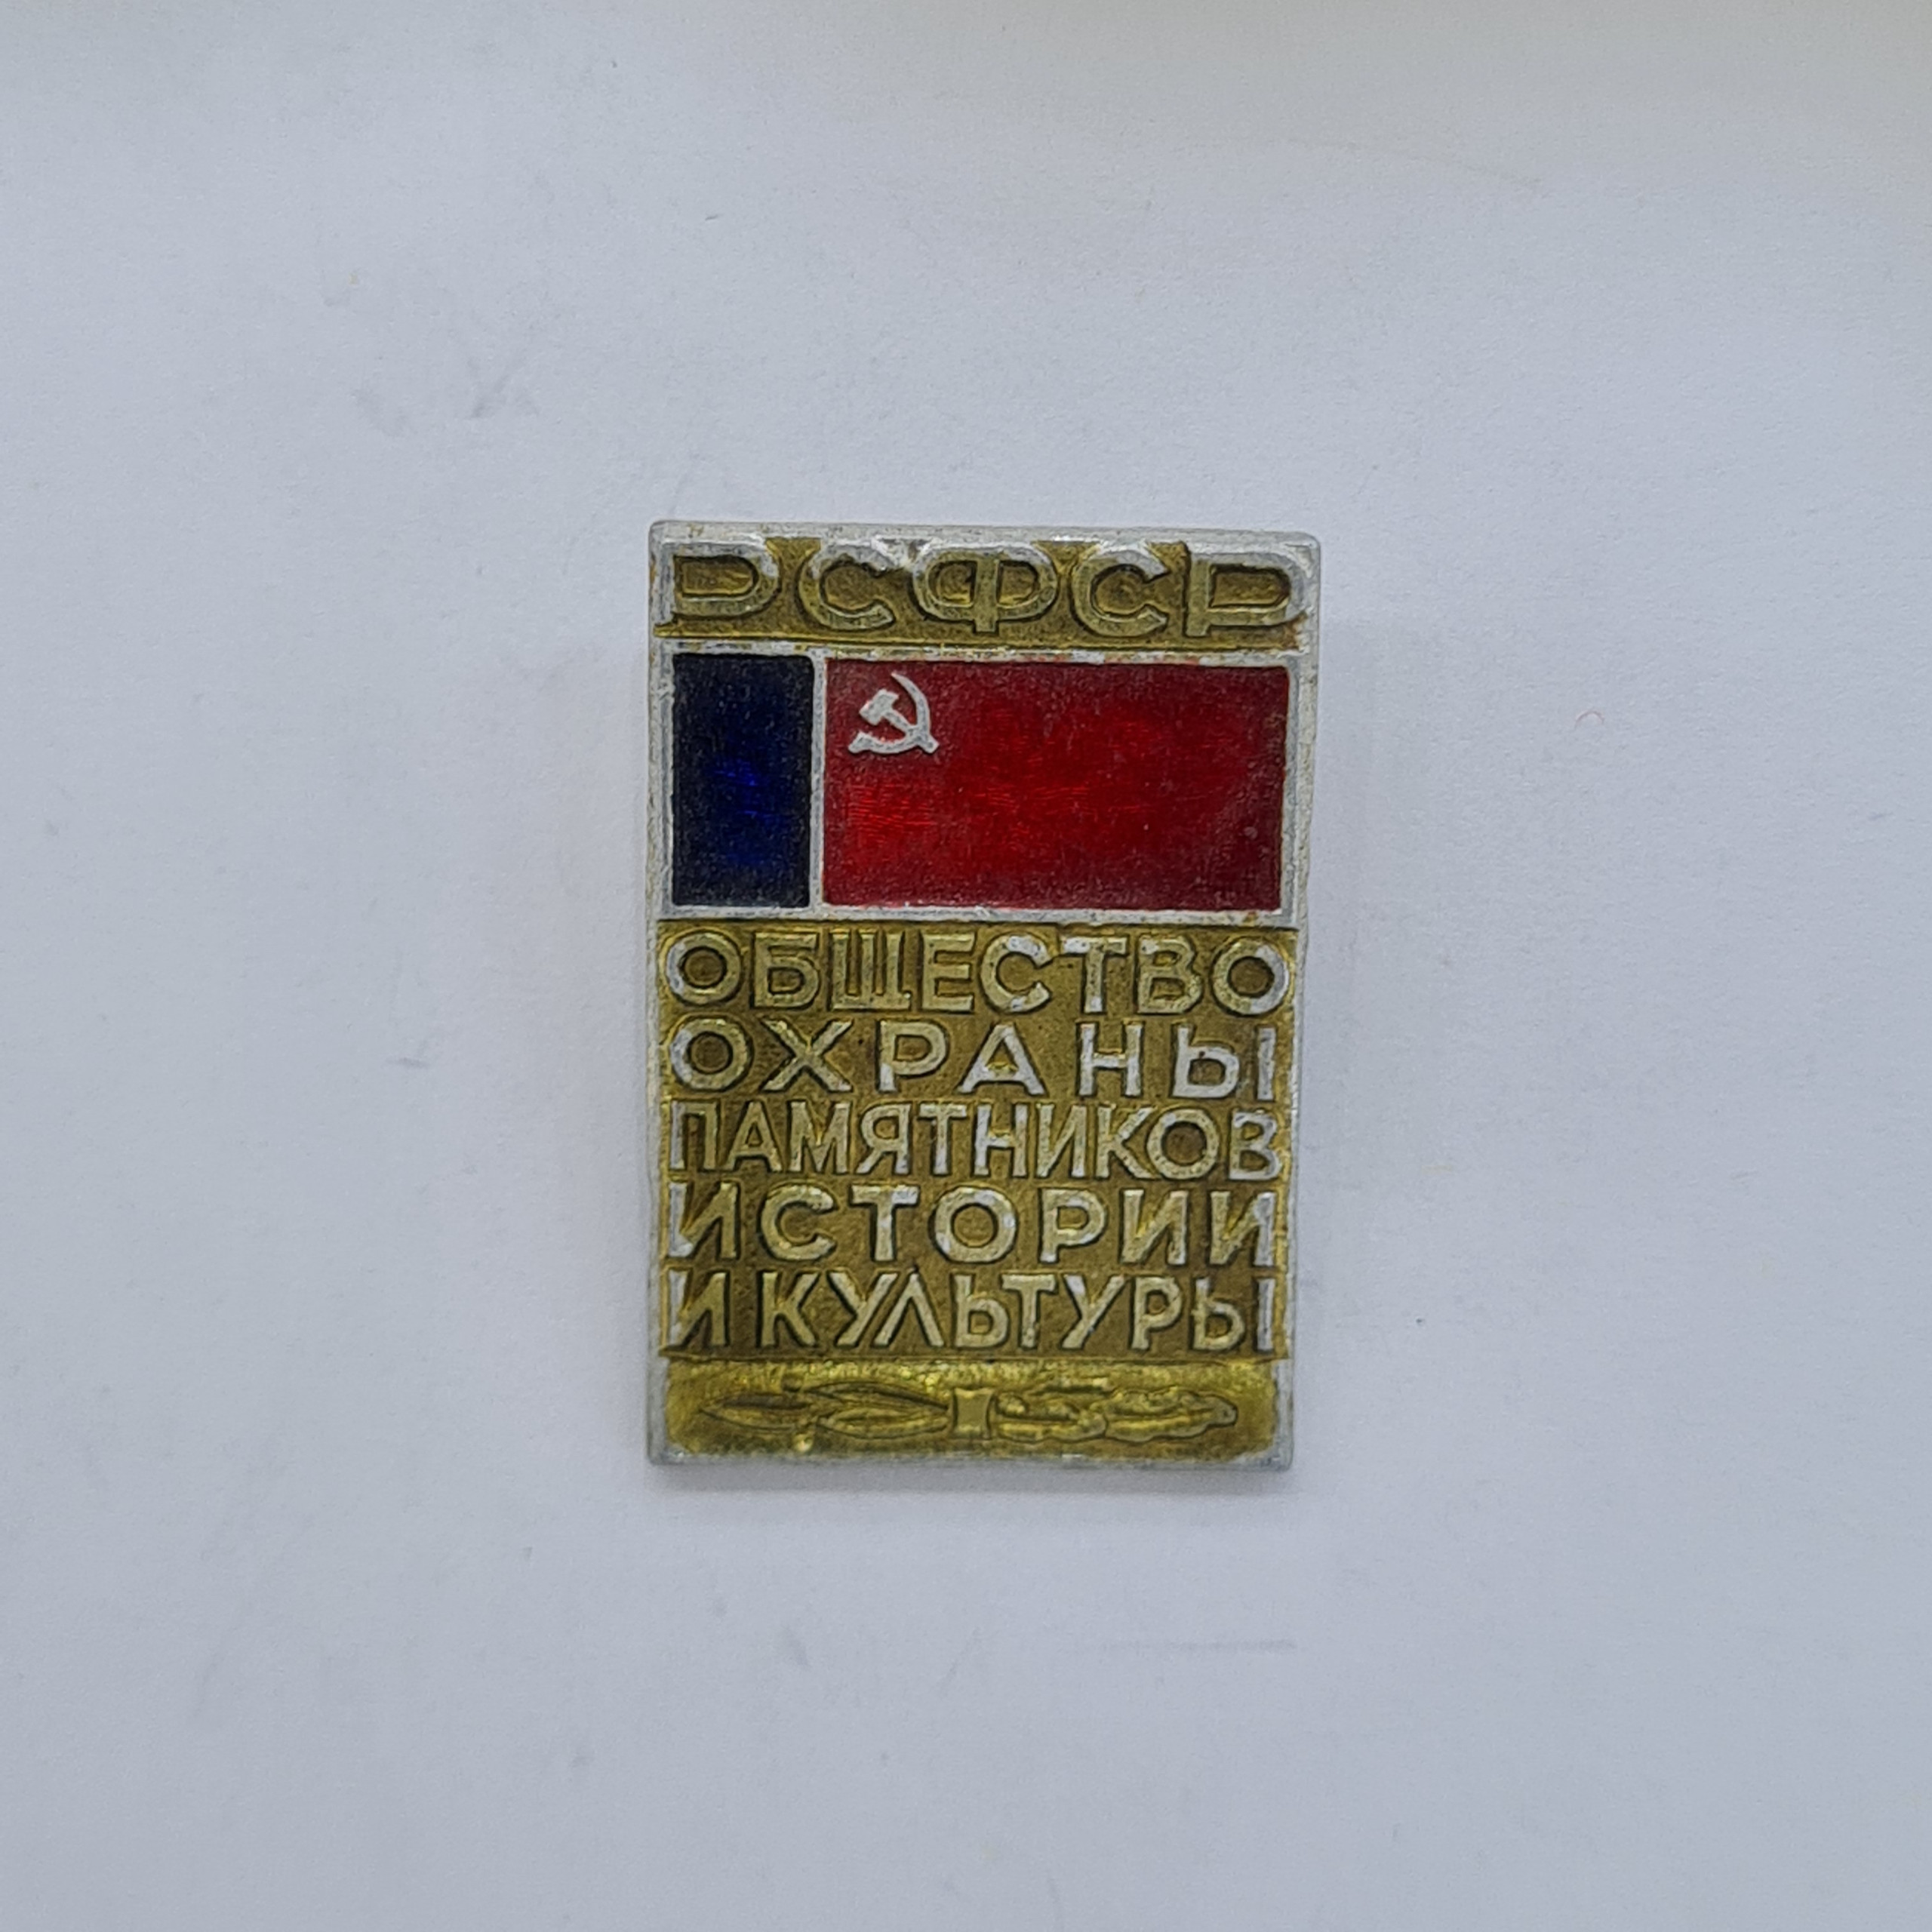 РСФСР
ОБЩЕСТВО
ОХРАНЫ
ПАМЯТНИКОВ
ИСТОРИИ
И КУЛЬТУРЫ